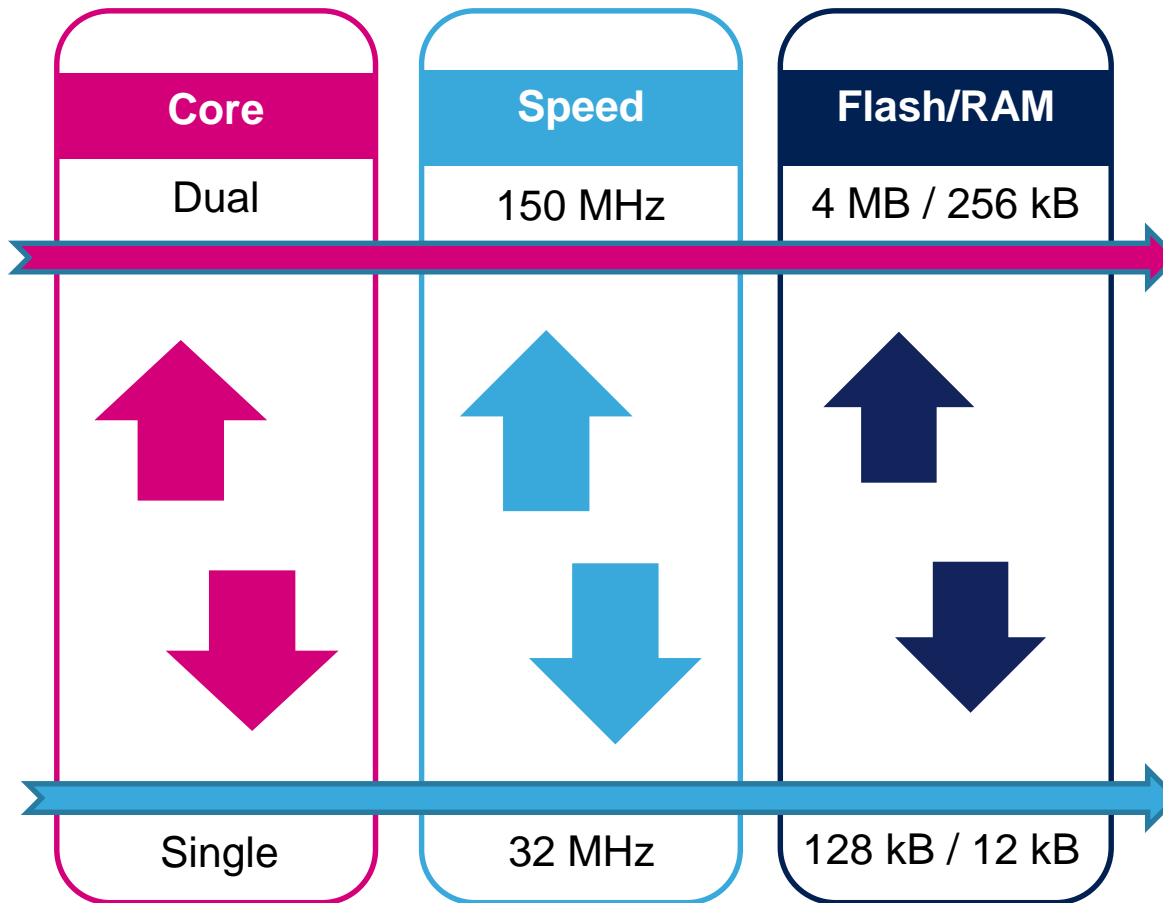 Core
Speed
Flash/RAM
Dual
150 MHz
4 MB / 256 kB
Single
32 MHz
128 kB / 12 kB